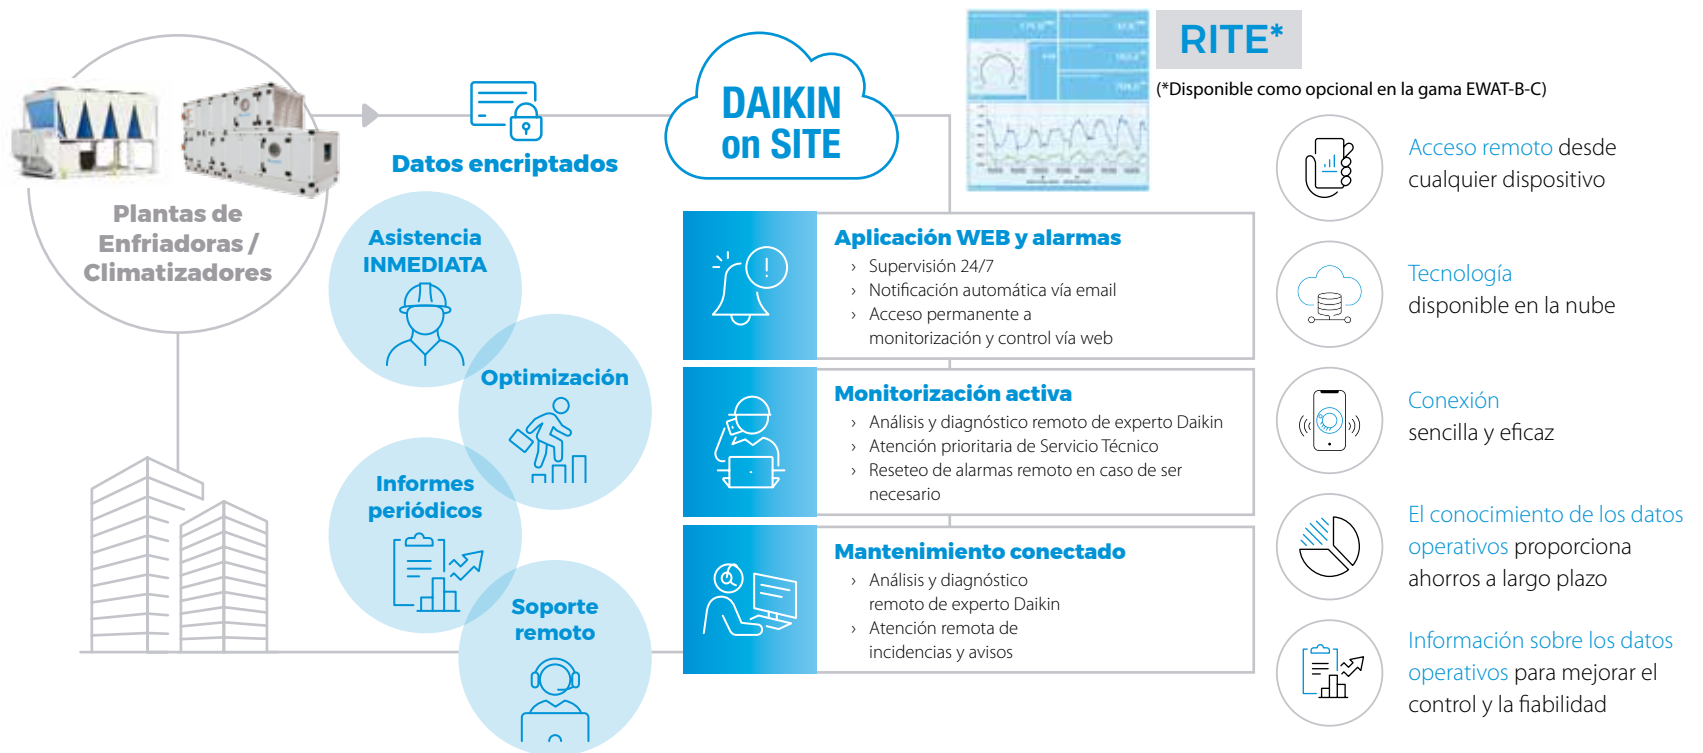 Plantas de
Enfriadoras /
Climatizadores
Datos encriptados
DAIKIN
on SITE
RITE*
(*Disponible como opcional en la gama EWAT-B-C)
Asistencia
INMEDIATA
Optimización
Informes
periódicos
Soporte
remoto
Aplicación WEB y alarmas
› Supervisión 24/7
› Notificación automática vía email
› Acceso permanente a
monitorización y control vía web
Monitorización activa
› Análisis y diagnóstico remoto de experto Daikin
› Atención prioritaria de Servicio Técnico
› Reseteo de alarmas remoto en caso de ser
necesario
Mantenimiento conectado
› Análisis y diagnóstico
remoto de experto Daikin
› Atención remota de
incidencias y avisos
Acceso remoto desde
cualquier dispositivo
Tecnología
disponible en la nube
Conexión
sencilla y eficaz
El conocimiento de los datos
operativos proporciona
ahorros a largo plazo
Información sobre los datos
operativos para mejorar el
control y la fiabilidad